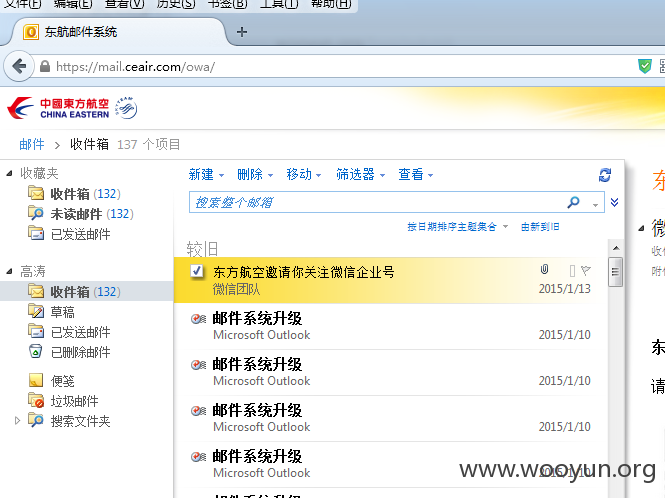 文件(F) 编辑(E) 查看(V) 历史(S) 书签(B) 工具(T) 帮助(H)
东航邮件系统
https://mail.ceair.com/owa/
中國東方航空
CHINA EASTERN
SKYTEAM
邮件 > 收件箱 137 个项目
收藏夹
收件箱 (132)
未读邮件 (132)
已发送邮件
高涛
收件箱 (132)
草稿
已发送邮件
已删除邮件
便笺
垃圾邮件
搜索文件夹
新建 删除 移动 筛选器 查看
搜索整个邮箱
按日期排序主题集合 由新到旧
较旧
东方航空邀请你关注微信企业号
微信团队 2015/1/13
邮件系统升级
Microsoft Outlook 2015/1/10
邮件系统升级
Microsoft Outlook 2015/1/10
邮件系统升级
Microsoft Outlook 2015/1/10
邮件系统升级
Microsoft Outlook 2015/1/10
东
微
收
附
东
请
www.wooyun.org